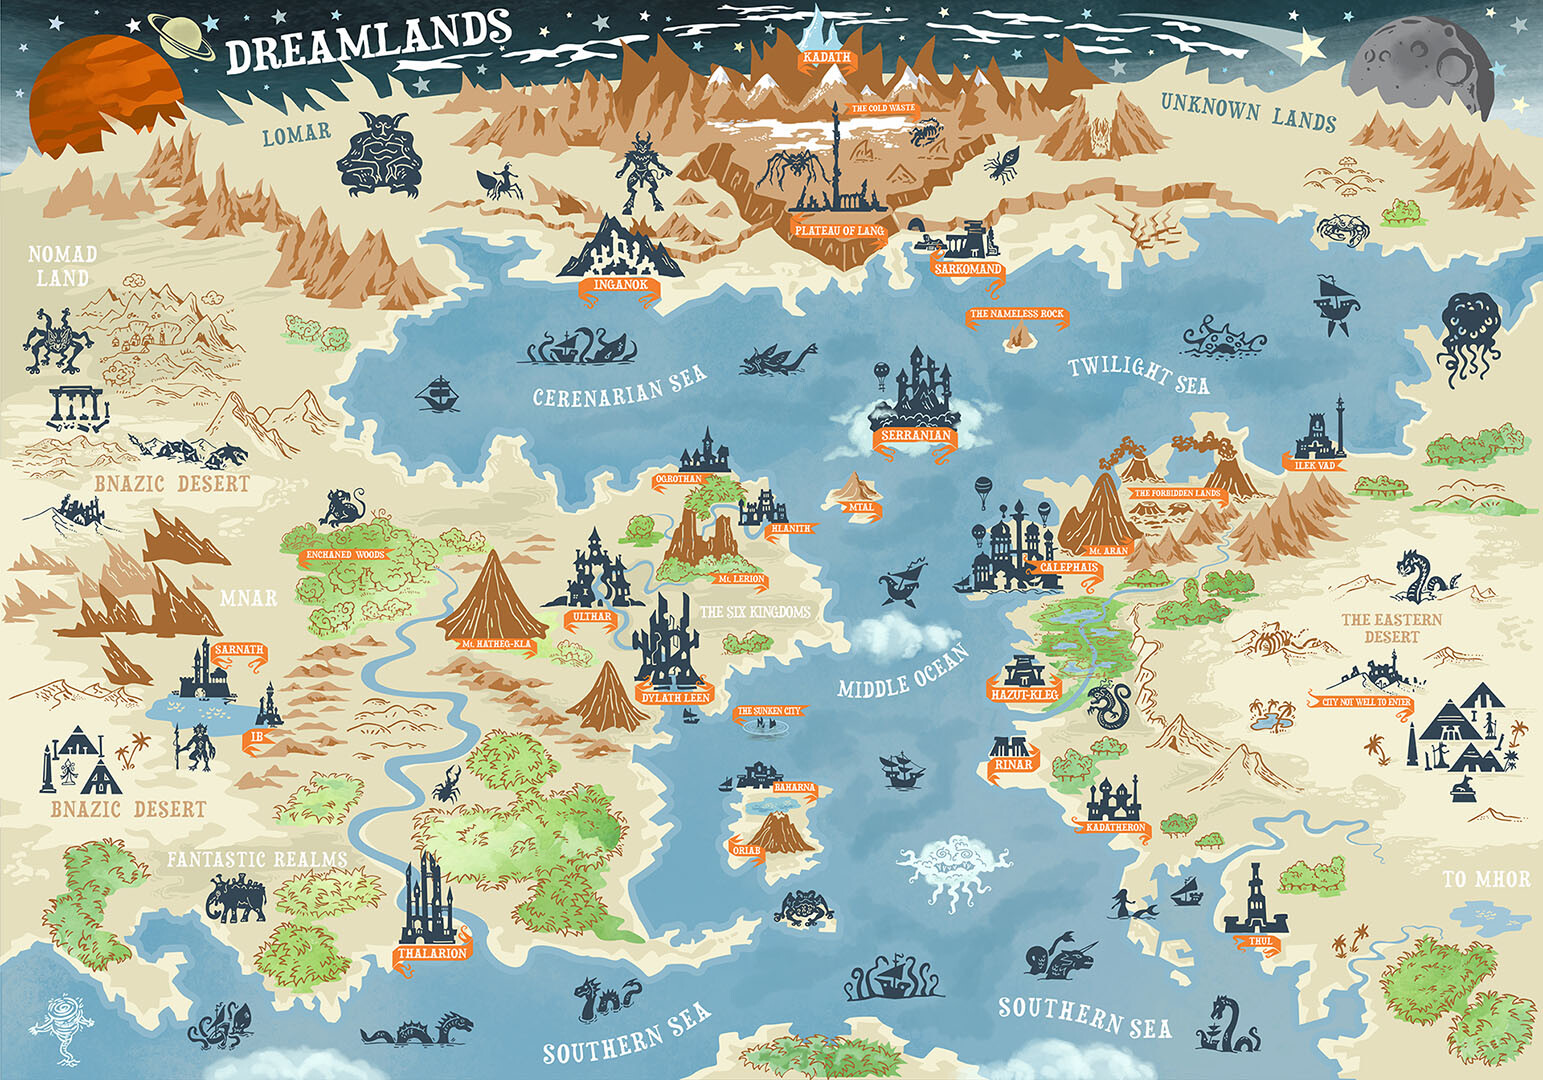 DREAMLANDS
KADATH
LOMAR
THE COLD WASTE
UNKNOWN LANDS
PLATEAU OF LANG
NOMAD
LAND
SARKOMAND
INGANOK
THE NAMELESS ROCK
CERENARIAN SEA
TWILIGHT SEA
SERRANIAN
ILEK VAD
OGROTHAN
BNAZIC DESERT
THE FORBIDDEN LANDS
MTAL
HLANITH
ENCHANED WOODS
Mt. ARAN
CALEPHAIS
Mt. LERION
MNAR
THE SIX KINGDOMS
ULTHAR
THE EASTERN
DESERT
Mt. HATHEG-KLA
SARNATH
MIDDLE OCEAN
HAZUT-KLEG
DYLATH LEEN
CITY NOT WELL TO ENTER
THE SUNKEN CITY
I.B
RINAR
BAHARNA
BNAZIC DESERT
KADATHERON
ORIAB
FANTASTIC REALMS
TO MHOR
THUL
THALARION
SOUTHERN SEA
SOUTHERN SEA